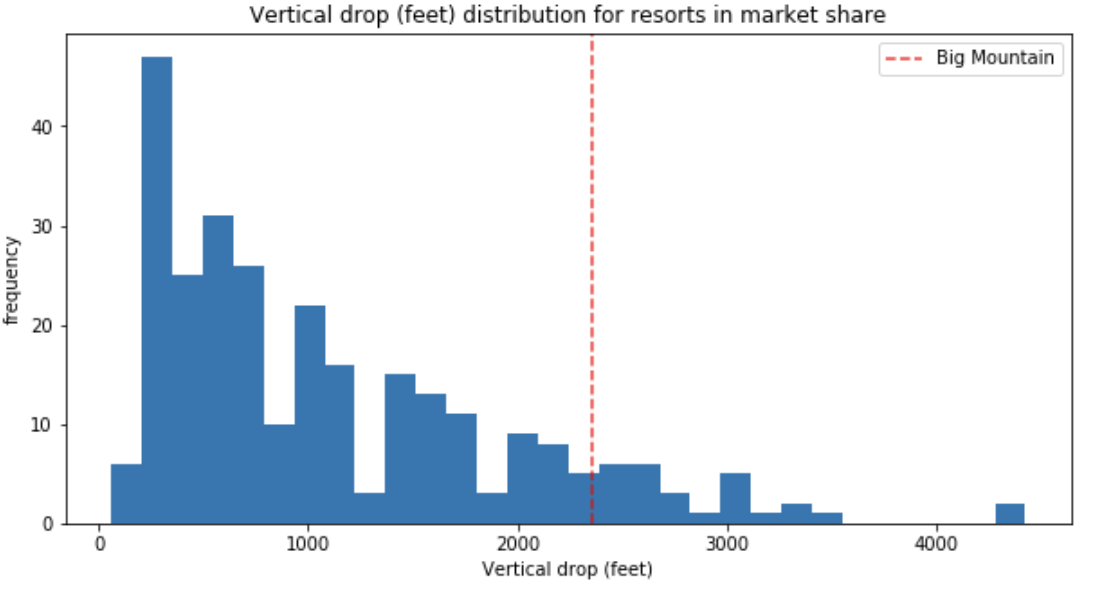 Vertical drop (feet) distribution for resorts in market share
Big Mountain
frequency
40
30
20
10
0
0 1000 2000 3000 4000
Vertical drop (feet)